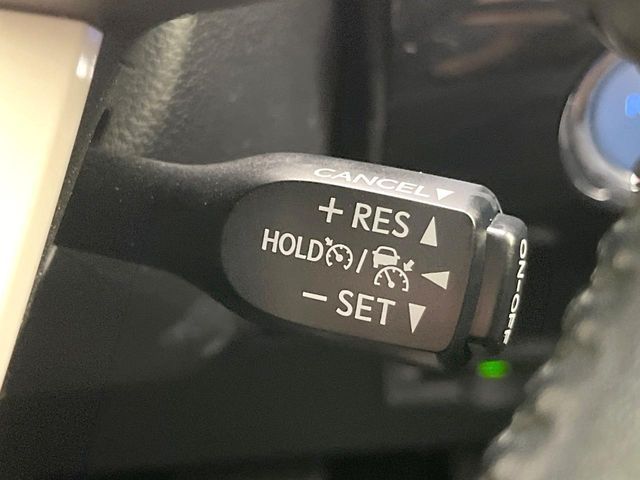 CANCEL▼
+ RES ▲
HOLD / ◀
− SET ▼
ON-OFF